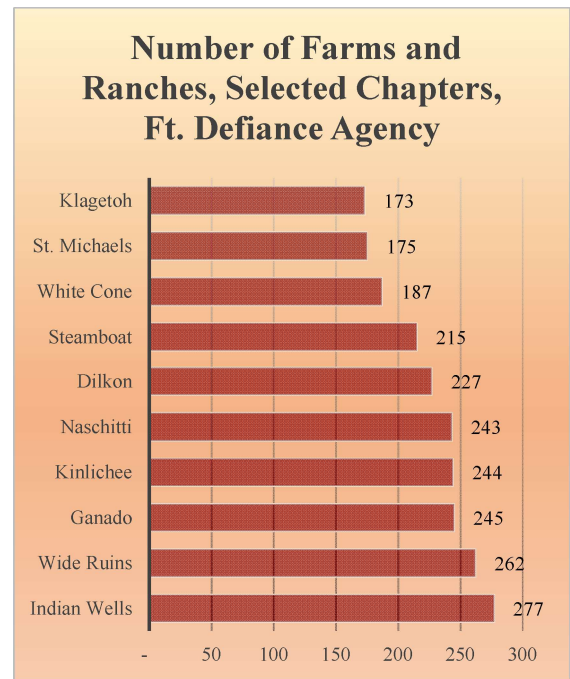 Number of Farms and
Ranches, Selected Chapters,
Ft. Defiance Agency
Klagetoh 173
St. Michaels 175
White Cone 187
Steamboat 215
Dilkon 227
Naschitti 243
Kinlichee 244
Ganado 245
Wide Ruins 262
Indian Wells 277
- 50 100 150 200 250 300